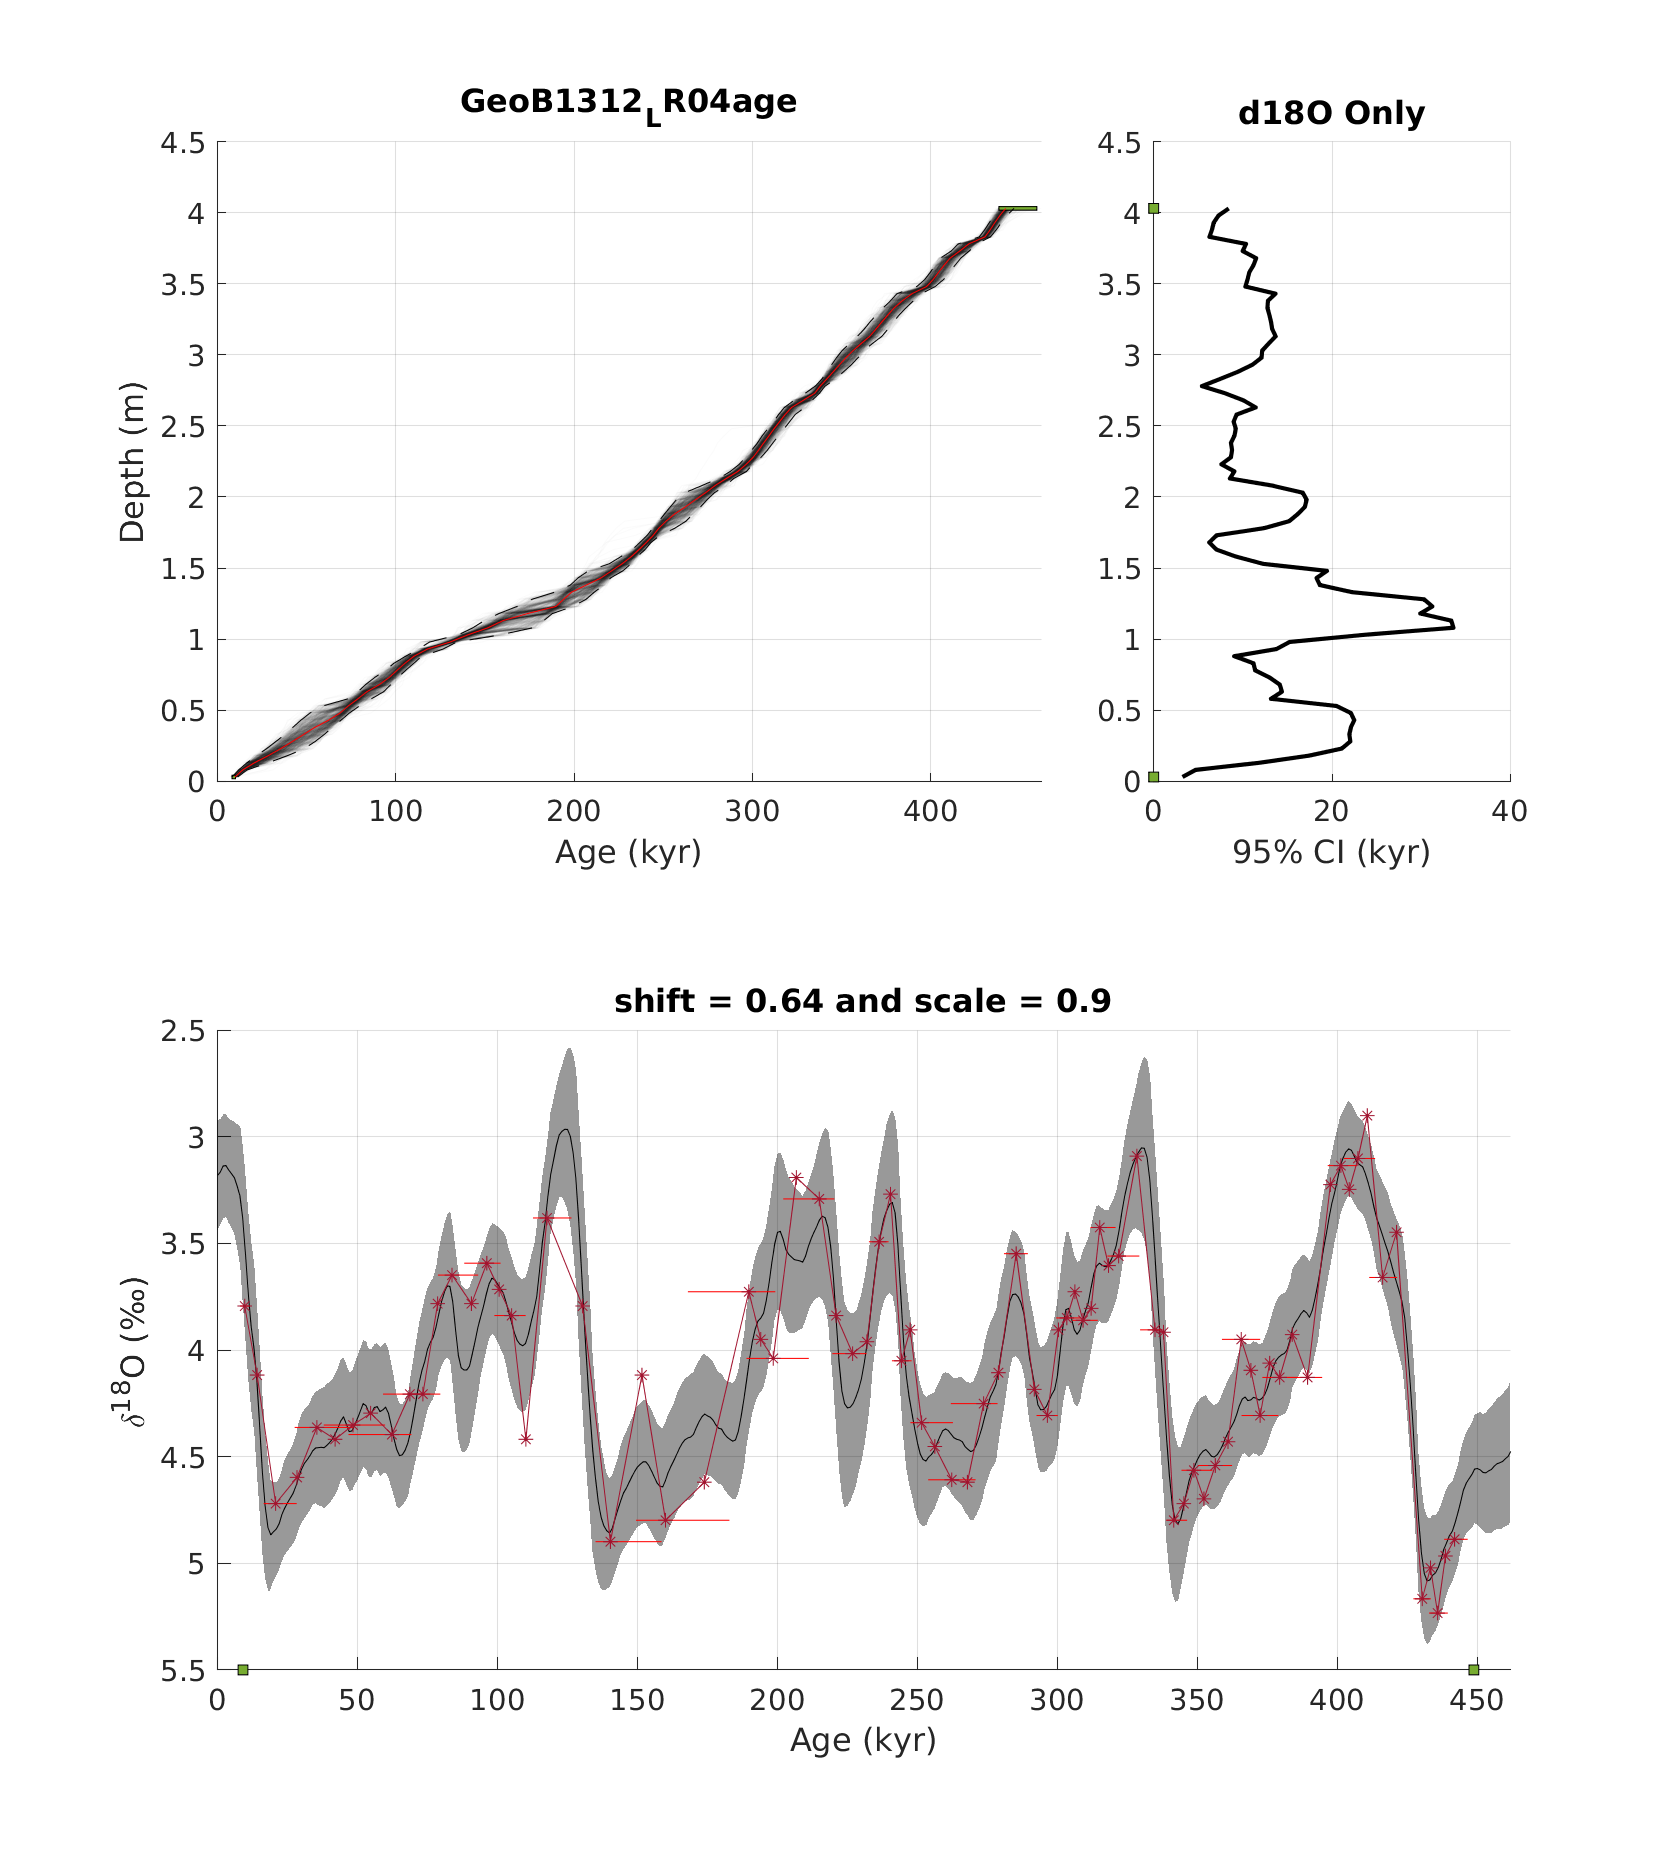 GeoB1312LR04age
d18O Only
4.5
4
3.5
3
2.5
2
1.5
1
0.5
0
Depth (m)
0 100 200 300 400
Age (kyr)
4.5
4
3.5
3
2.5
2
1.5
1
0.5
0
0 20 40
95% CI (kyr)
shift = 0.64 and scale = 0.9
2.5
3
3.5
4
4.5
5
5.5
δ18O (‰)
0 50 100 150 200 250 300 350 400 450
Age (kyr)